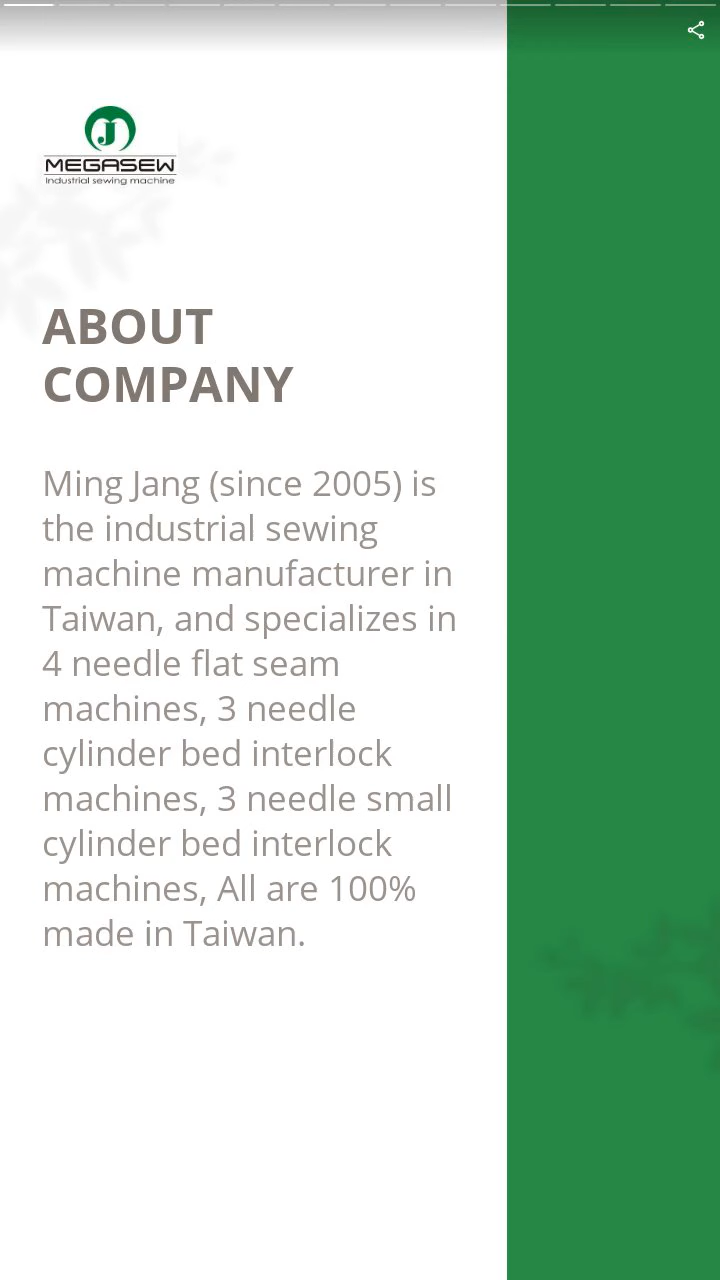 MEGASEW
Industrial sewing machine
ABOUT
COMPANY
Ming Jang (since 2005) is
the industrial sewing
machine manufacturer in
Taiwan, and specializes in
4 needle flat seam
machines, 3 needle
cylinder bed interlock
machines, 3 needle small
cylinder bed interlock
machines, All are 100%
made in Taiwan.